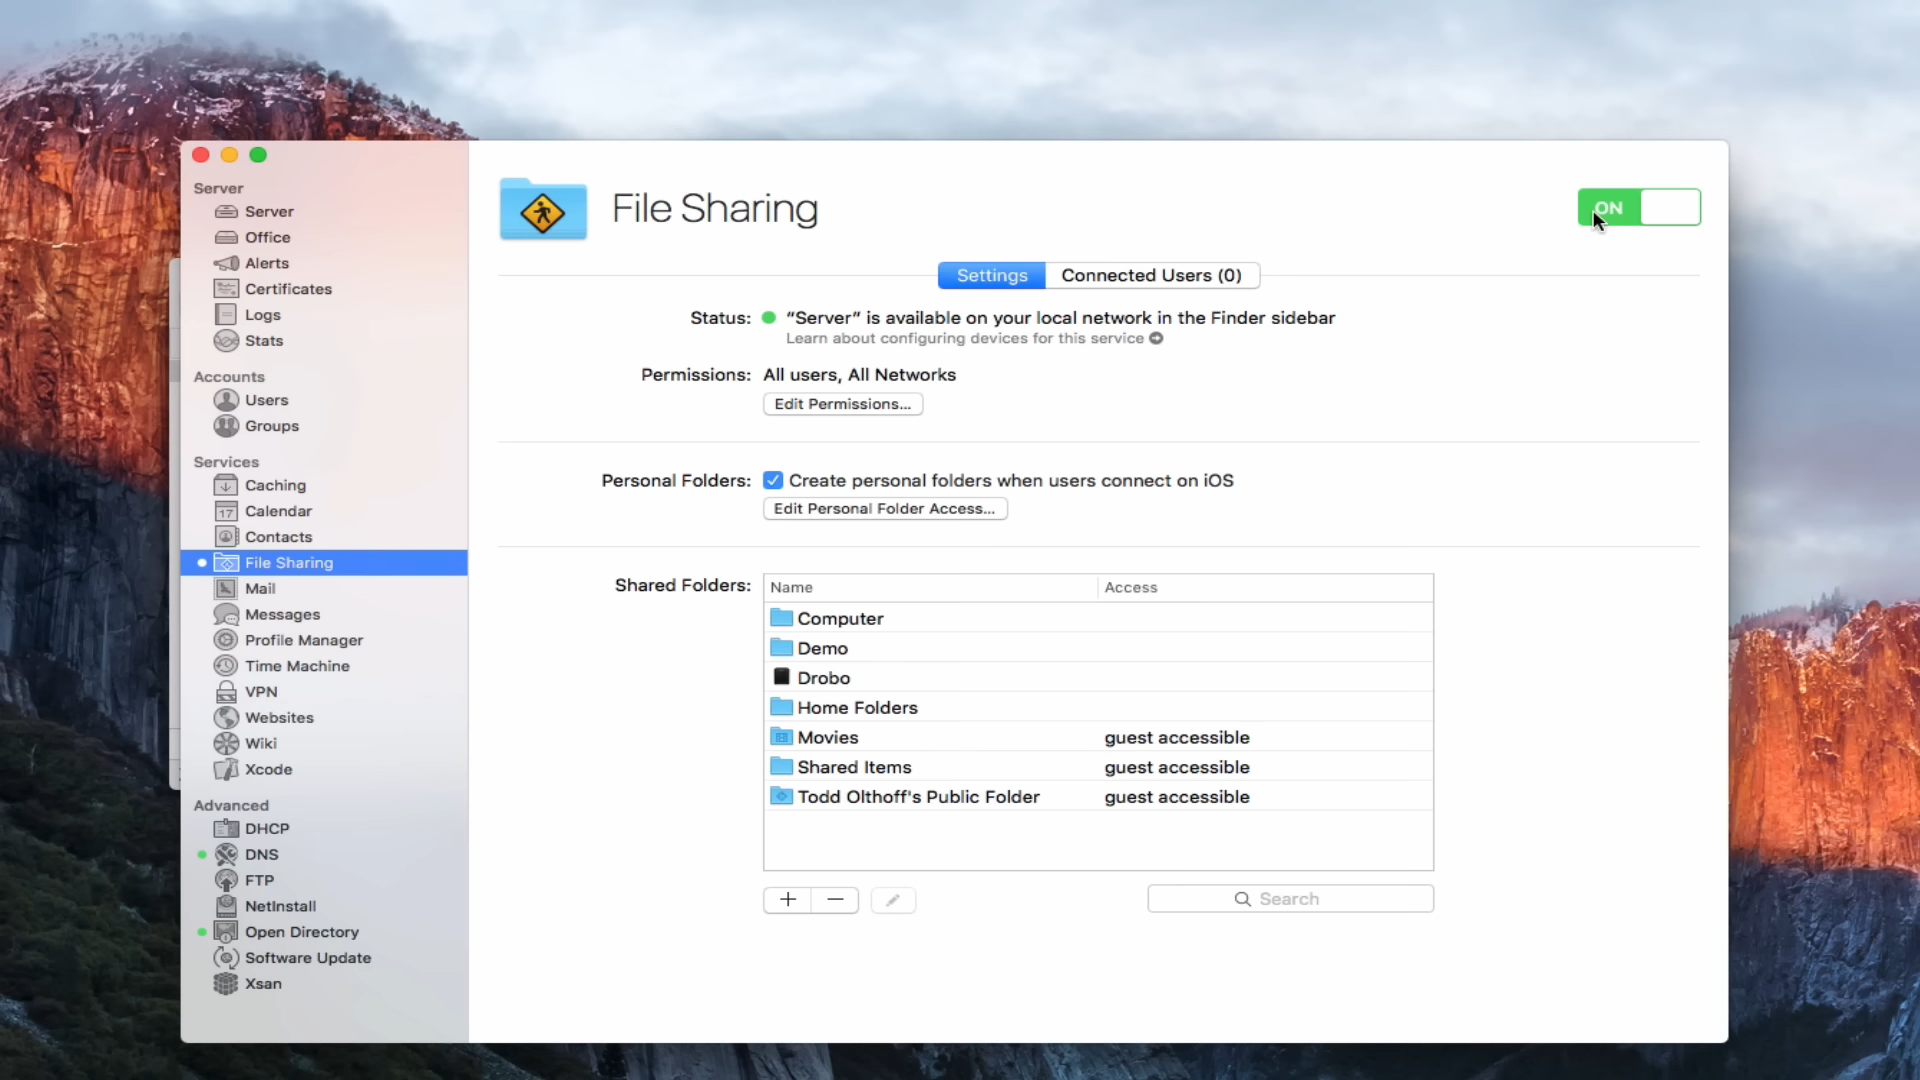 Server
Server
Office
Alerts
Certificates
Logs
Stats
Accounts
Users
Groups
Services
Caching
17 Calendar
Contacts
File Sharing
Mail
Messages
Profile Manager
Time Machine
VPN
Websites
Wiki
Xcode
Advanced
DHCP
DNS
FTP
NetInstall
Open Directory
Software Update
Xsan
File Sharing
ON
Settings Connected Users (0)
Status: “Server” is available on your local network in the Finder sidebar
Learn about configuring devices for this service
Permissions: All users, All Networks
Edit Permissions...
Personal Folders: Create personal folders when users connect on iOS
Edit Personal Folder Access...
Shared Folders: Name Access
Computer
Demo
Drobo
Home Folders
Movies guest accessible
Shared Items guest accessible
Todd Olthoff's Public Folder guest accessible
Search